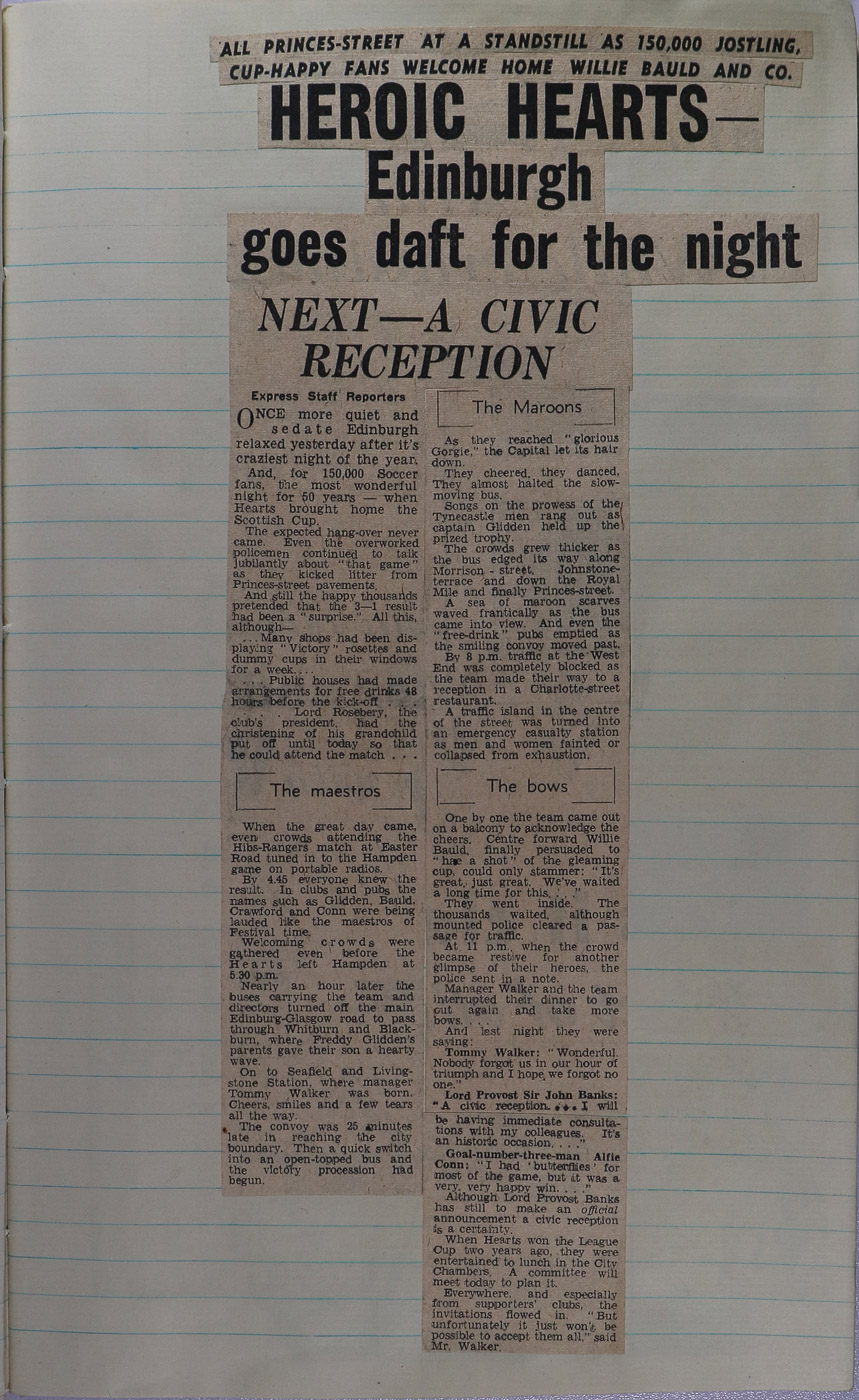 ALL PRINCES-STREET AT A STANDSTILL AS 150,000 JOSTLING,
CUP-HAPPY FANS WELCOME HOME WILLIE BAULD AND CO.
HEROIC HEARTS—
Edinburgh
goes daft for the night
NEXT—A CIVIC
RECEPTION
Express Staff Reporters
ONCE more quiet and
sedate Edinburgh
relaxed yesterday after it's
craziest night of the year.
And, for 150,000 Soccer
fans, the most wonderful
night for 50 years — when
Hearts brought home the
Scottish Cup.
The expected hang-over never
came. Even the overworked
policemen continued to talk
jubilantly about "that game"
as they kicked litter from
Princes-street pavements.
And still the happy thousands
pretended that the 3—1 result
had been a "surprise." All this,
although—
. . . Many shops had been dis-
playing "Victory" rosettes and
dummy cups in their windows
for a week. . . .
. . . . Public houses had made
arrangements for free drinks 48
hours before the kick-off . . . .
. . . . Lord Rosebery, the
club's president, had the
christening of his grandchild
put off until today so that
he could attend the match . . .
The maestros
When the great day came,
even crowds attending the
Hibs-Rangers match at Easter
Road tuned in to the Hampden
game on portable radios.
By 4.45 everyone knew the
result. In clubs and pubs the
names such as Glidden, Bauld,
Crawford and Conn were being
lauded like the maestros of
Festival time.
Welcoming crowds were
gathered even before the
Hearts left Hampden at
5.30 p.m.
Nearly an hour later the
buses carrying the team and
directors turned off the main
Edinburg-Glasgow road to pass
through Whitburn and Black-
burn, where Freddy Glidden's
parents gave their son a hearty
wave.
On to Seafield and Living-
stone Station, where manager
Tommy Walker was born.
Cheers, smiles and a few tears
all the way.
The convoy was 25 minutes
late in reaching the city
boundary. Then a quick switch
into an open-topped bus and
the victory procession had
begun.
The Maroons
As they reached "glorious
Gorgie," the Capital let its hair
down.
They cheered, they danced.
They almost halted the slow-
moving bus.
Songs on the prowess of the
Tynecastle men rang out as
captain Glidden held up the
prized trophy.
The crowds grew thicker as
the bus edged its way along
Morrison - street, Johnstone-
terrace and down the Royal
Mile and finally Princes-street.
A sea of maroon scarves
waved frantically as the bus
came into view. And even the
"free-drink" pubs emptied as
the smiling convoy moved past.
By 8 p.m. traffic at the West
End was completely blocked as
the team made their way to a
reception in a Charlotte-street
restaurant.
A traffic island in the centre
of the street was turned into
an emergency casualty station
as men and women fainted or
collapsed from exhaustion.
The bows
One by one the team came out
on a balcony to acknowledge the
cheers. Centre forward Willie
Bauld, finally persuaded to
"hae a shot" of the gleaming
cup, could only stammer: "It's
great, just great. We've waited
a long time for this. . . ."
They went inside. The
thousands waited, although
mounted police cleared a pas-
sage for traffic.
At 11 p.m., when the crowd
became restive for another
glimpse of their heroes, the
police sent in a note.
Manager Walker and the team
interrupted their dinner to go
out again and take more
bows. . . .
And last night they were
saying:
Tommy Walker: "Wonderful.
Nobody forgot us in our hour of
triumph and I hope we forgot no
one."
Lord Provost Sir John Banks:
"A civic reception. . . . I will
be having immediate consulta-
tions with my colleagues. It's
an historic occasion. . . ."
Goal-number-three-man Alfie
Conn: "I had 'butterflies' for
most of the game, but it was a
very, very happy win. . . ."
Although Lord Provost Banks
has still to make an official
announcement a civic reception
is a certainty.
When Hearts won the League
Cup two years ago, they were
entertained to lunch in the City
Chambers. A committee will
meet today to plan it.
Everywhere, and especially
from supporters' clubs, the
invitations flowed in. "But
unfortunately it just won't be
possible to accept them all," said
Mr. Walker.